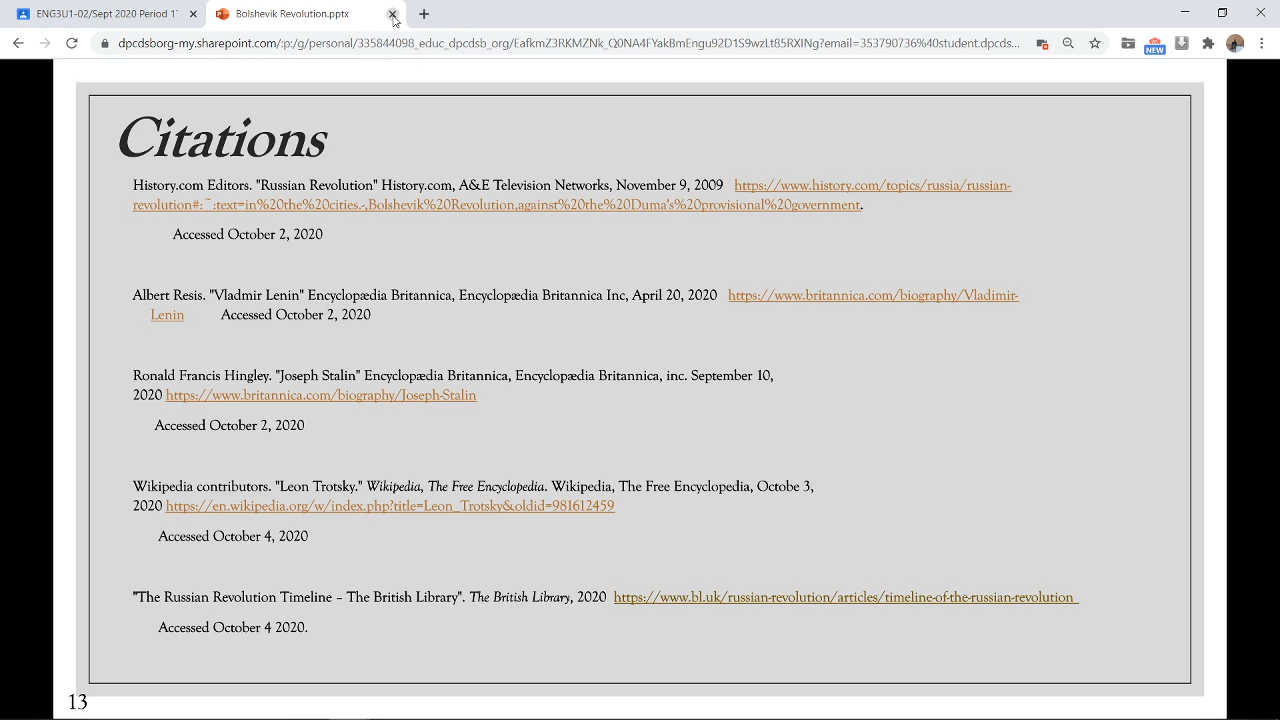 ENG3U1-02/Sept 2020 Period 1
Bolshevik Revolution.pptx
dpcdsborg-my.sharepoint.com/:p:/g/personal/335844098_educ_dpcdsb_org/EafkmZ3RKMZNk_Q0NA4FYakBmEngu92D1S9wzLt85RXINg?email=353790736%40student.dpcds...
NEW
Citations
History.com Editors. "Russian Revolution" History.com, A&E Television Networks, November 9, 2009 https://www.history.com/topics/russia/russian-
revolution#:~:text=in%20the%20cities.-,Bolshevik%20Revolution,against%20the%20Duma's%20provisional%20government.
Accessed October 2, 2020
Albert Resis. "Vladmir Lenin" Encyclopædia Britannica, Encyclopædia Britannica Inc, April 20, 2020 https://www.britannica.com/biography/Vladimir-
Lenin Accessed October 2, 2020
Ronald Francis Hingley. "Joseph Stalin" Encyclopædia Britannica, Encyclopædia Britannica, inc. September 10,
2020 https://www.britannica.com/biography/Joseph-Stalin
Accessed October 2, 2020
Wikipedia contributors. "Leon Trotsky." Wikipedia, The Free Encyclopedia. Wikipedia, The Free Encyclopedia, Octobe 3,
2020 https://en.wikipedia.org/w/index.php?title=Leon_Trotsky&oldid=981612459
Accessed October 4, 2020
"The Russian Revolution Timeline – The British Library". The British Library, 2020 https://www.bl.uk/russian-revolution/articles/timeline-of-the-russian-revolution
Accessed October 4 2020.
13